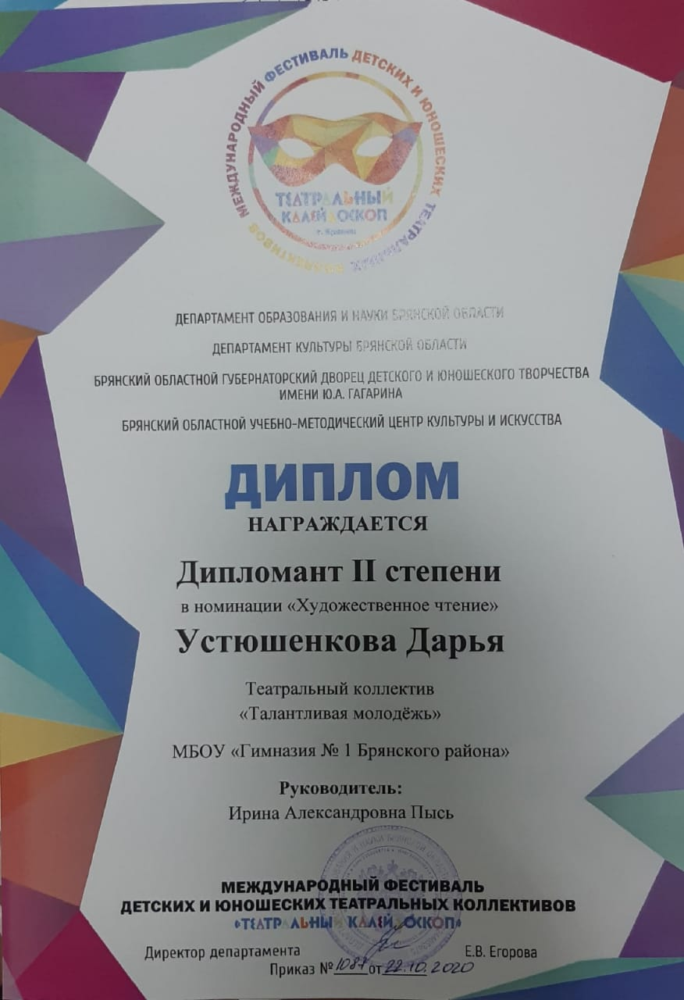 МЕЖДУНАРОДНЫЙ ФЕСТИВАЛЬ ДЕТСКИХ И ЮНОШЕСКИХ ТЕАТРАЛЬНЫХ КОЛЛЕКТИВОВ
ТЕАТРАЛЬНЫЙ
КАЛЕЙДОСКОП
г. Брянск
ДЕПАРТАМЕНТ ОБРАЗОВАНИЯ И НАУКИ БРЯНСКОЙ ОБЛАСТИ
ДЕПАРТАМЕНТ КУЛЬТУРЫ БРЯНСКОЙ ОБЛАСТИ
БРЯНСКИЙ ОБЛАСТНОЙ ГУБЕРНАТОРСКИЙ ДВОРЕЦ ДЕТСКОГО И ЮНОШЕСКОГО ТВОРЧЕСТВА
ИМЕНИ Ю.А. ГАГАРИНА
БРЯНСКИЙ ОБЛАСТНОЙ УЧЕБНО-МЕТОДИЧЕСКИЙ ЦЕНТР КУЛЬТУРЫ И ИСКУССТВА
ДИПЛОМ
НАГРАЖДАЕТСЯ
Дипломант II степени
в номинации «Художественное чтение»
Устюшенкова Дарья
Театральный коллектив
«Талантливая молодёжь»
МБОУ «Гимназия № 1 Брянского района»
Руководитель:
Ирина Александровна Пысь
МЕЖДУНАРОДНЫЙ ФЕСТИВАЛЬ
ДЕТСКИХ И ЮНОШЕСКИХ ТЕАТРАЛЬНЫХ КОЛЛЕКТИВОВ
«ТЕАТРАЛЬНЫЙ КАЛЕЙДОСКОП»
Директор департамента Е.В. Егорова
Приказ № 1087 от 22.10.2020